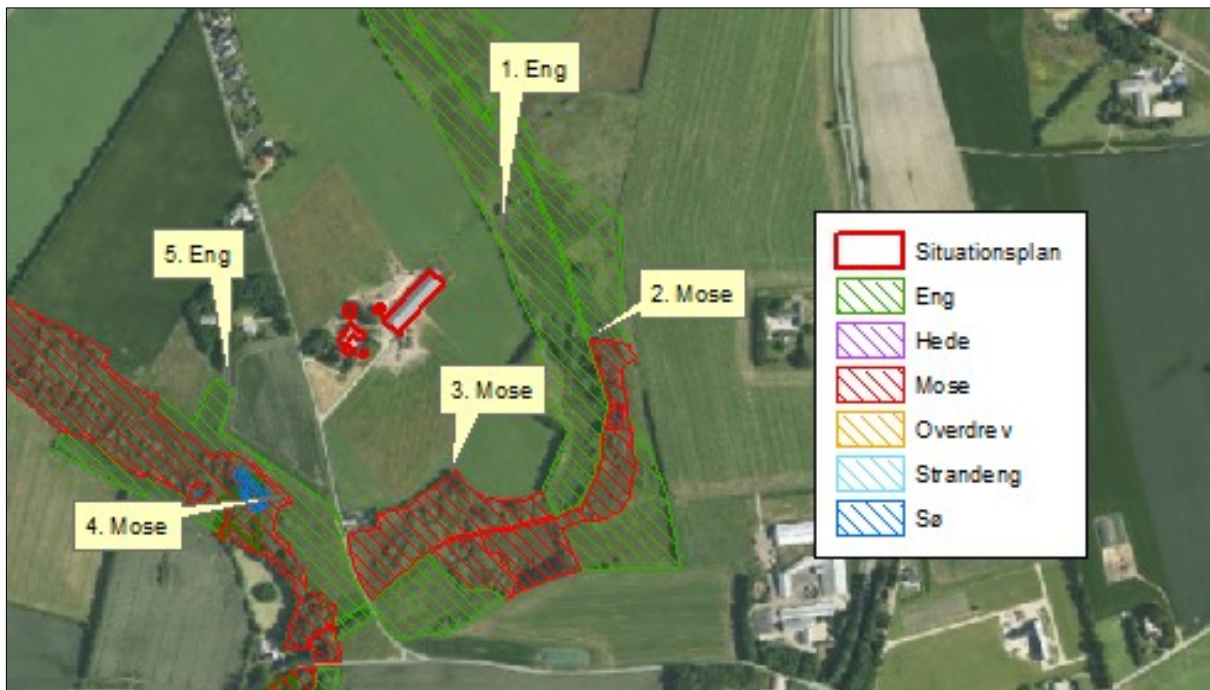 1. Eng
5. Eng
2. Mose
3. Mose
4. Mose
Situationsplan
Eng
Hede
Mose
Overdrev
Strandeng
Sø